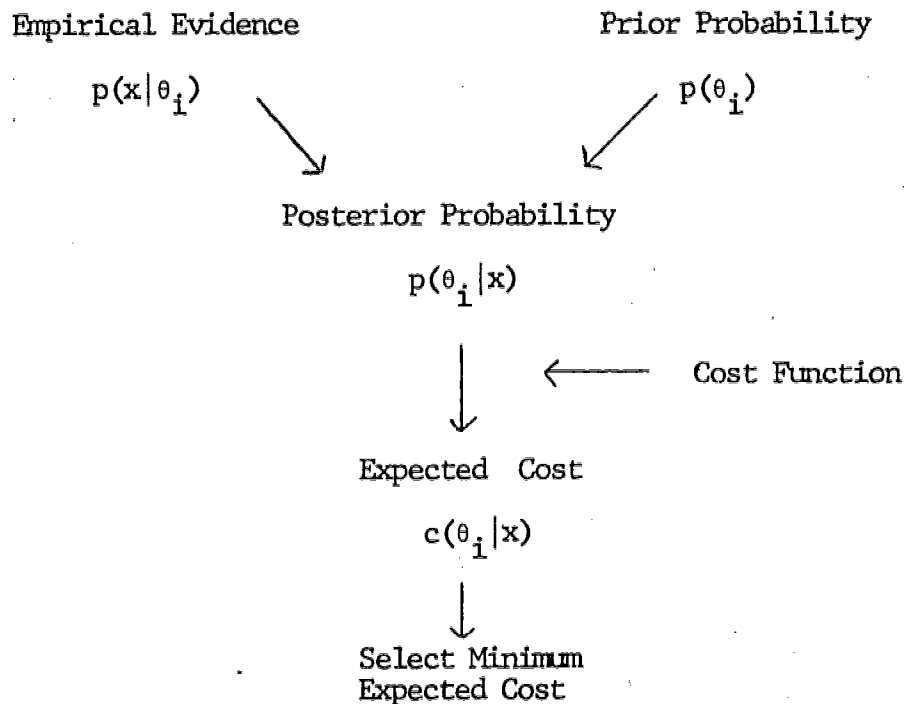 Empirical Evidence
Prior Probability
p(x|θi)
p(θi)
Posterior Probability
p(θi|x)
Cost Function
Expected Cost
c(θi|x)
Select Minimum
Expected Cost